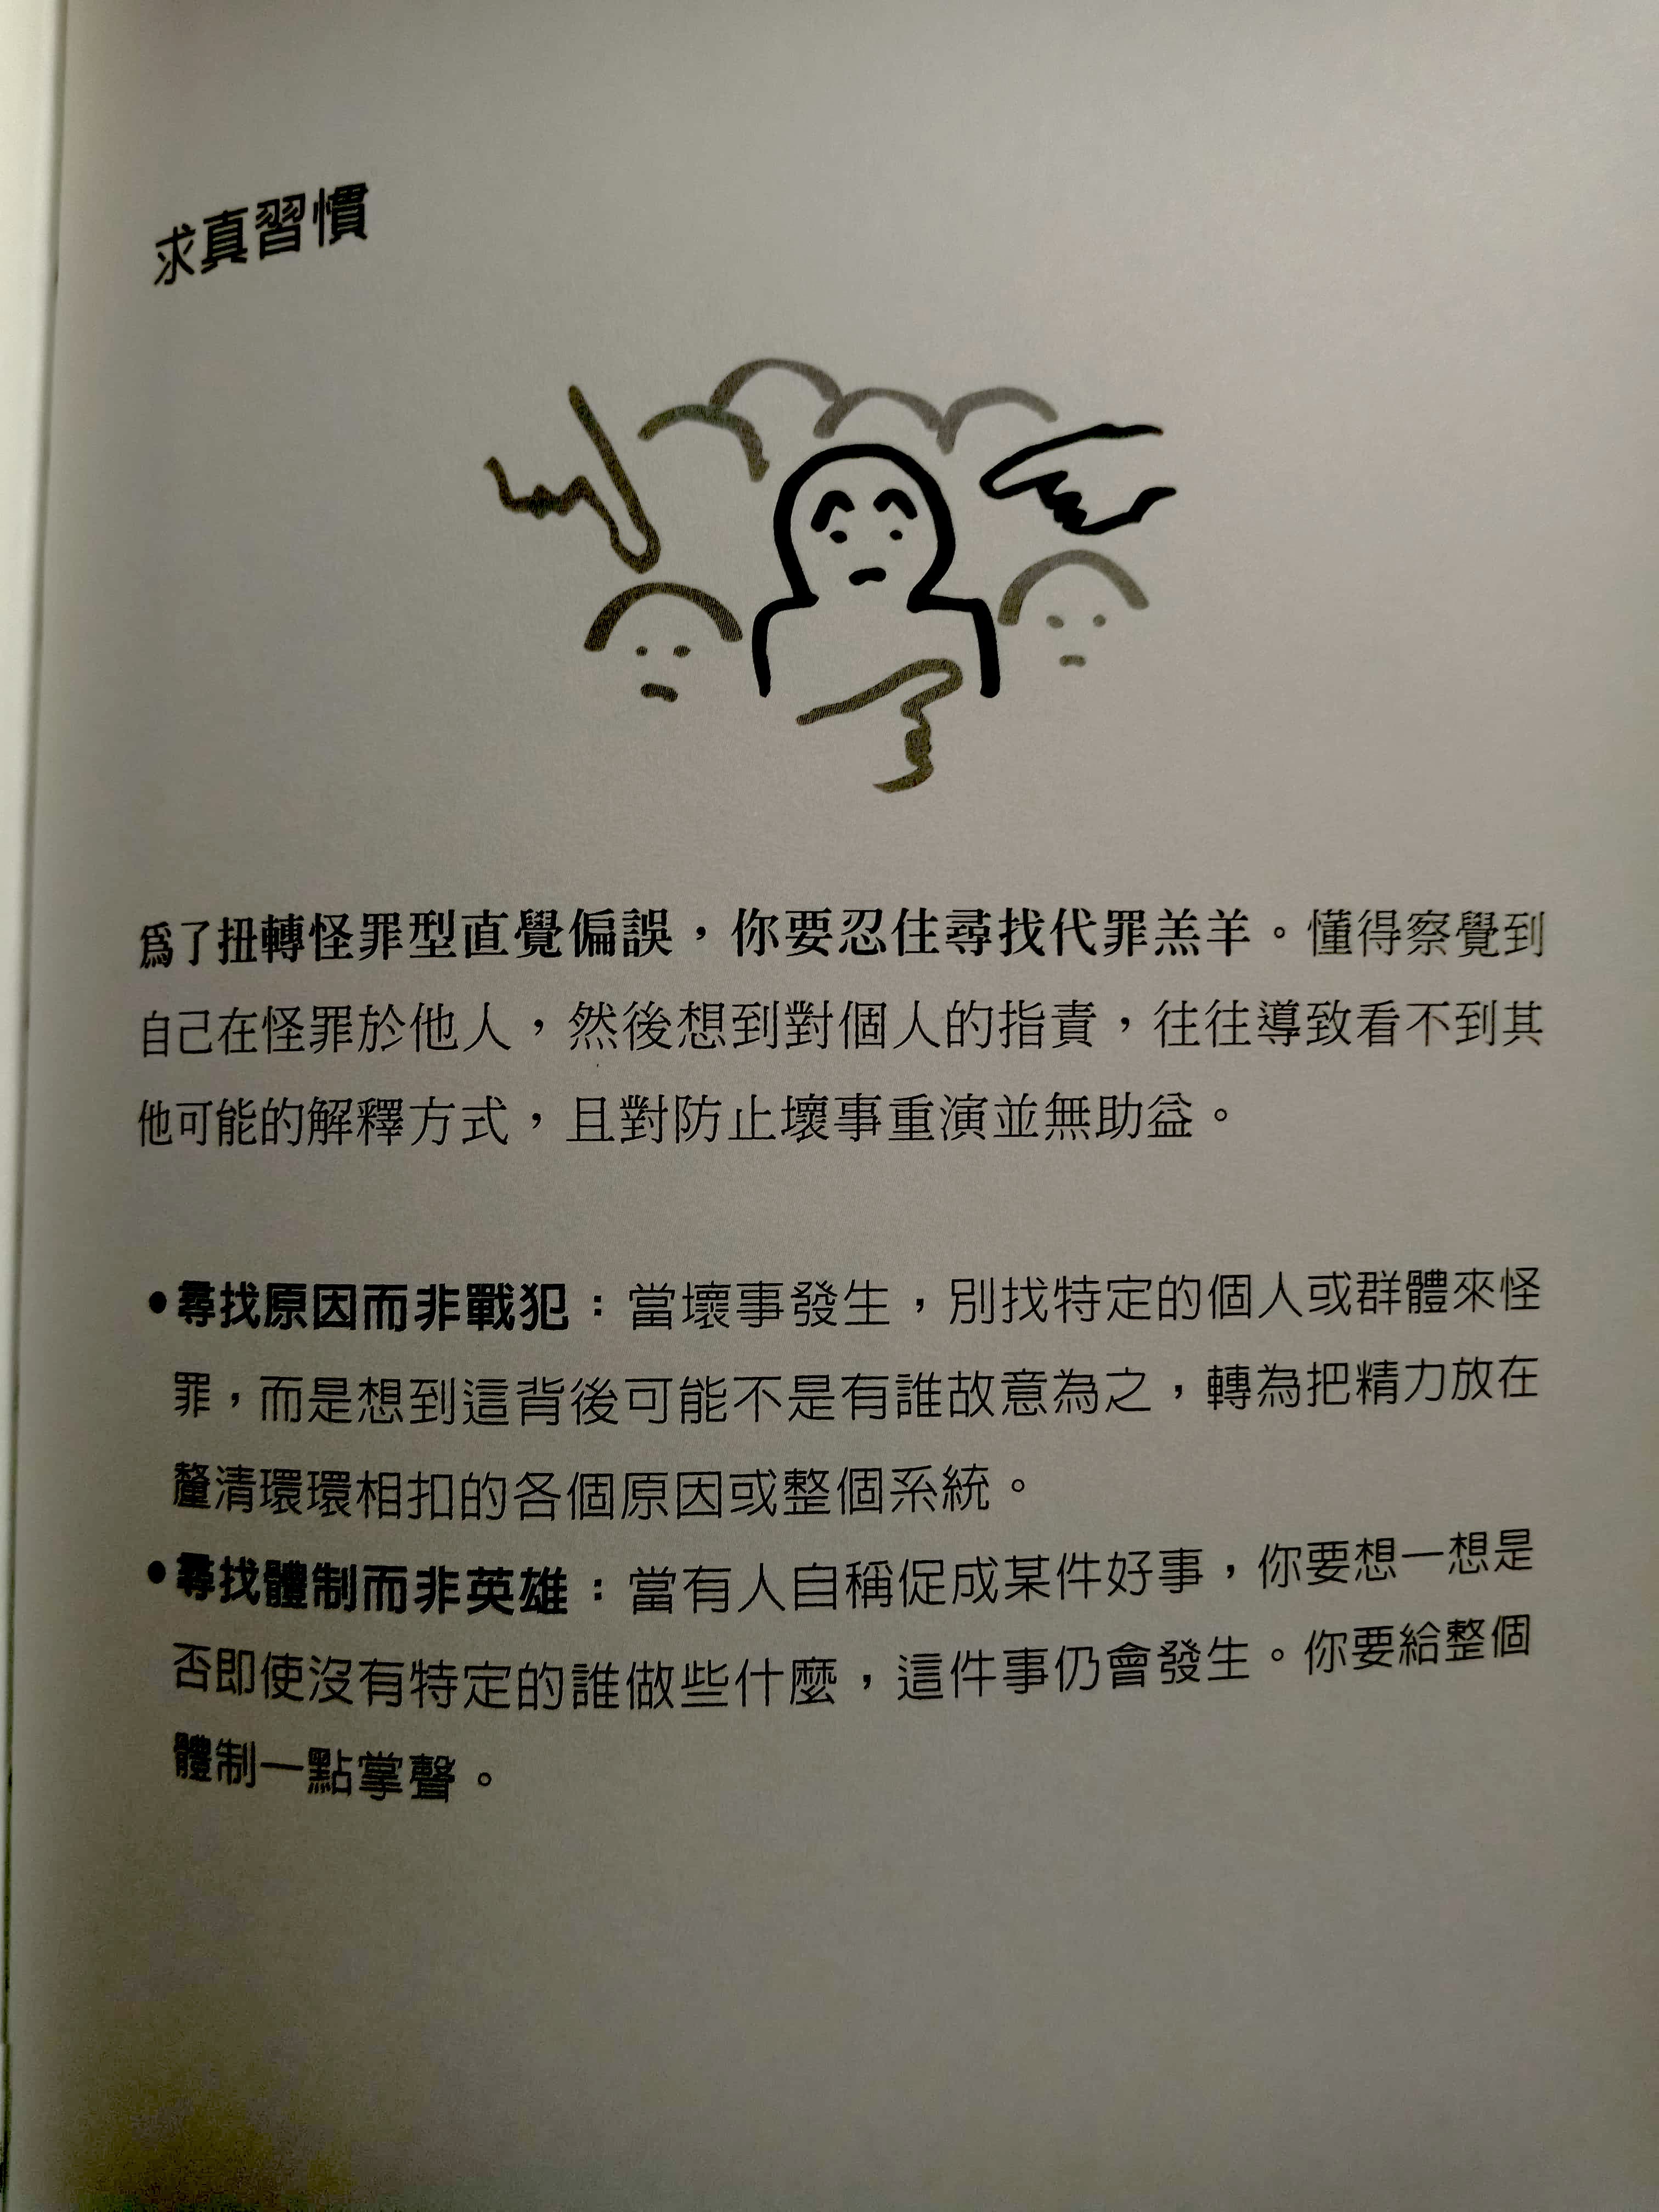 求真習慣
為了扭轉怪罪型直覺偏誤，你要忍住尋找代罪羔羊。懂得察覺到
自己在怪罪於他人，然後想到對個人的指責，往往導致看不到其
他可能的解釋方式，且對防止壞事重演並無助益。
•尋找原因而非戰犯：當壞事發生，別找特定的個人或群體來怪
罪，而是想到這背後可能不是有誰故意為之，轉為把精力放在
釐清環環相扣的各個原因或整個系統。
•尋找體制而非英雄：當有人自稱促成某件好事，你要想一想是
否即使沒有特定的誰做些什麼，這件事仍會發生。你要給整個
體制一點掌聲。